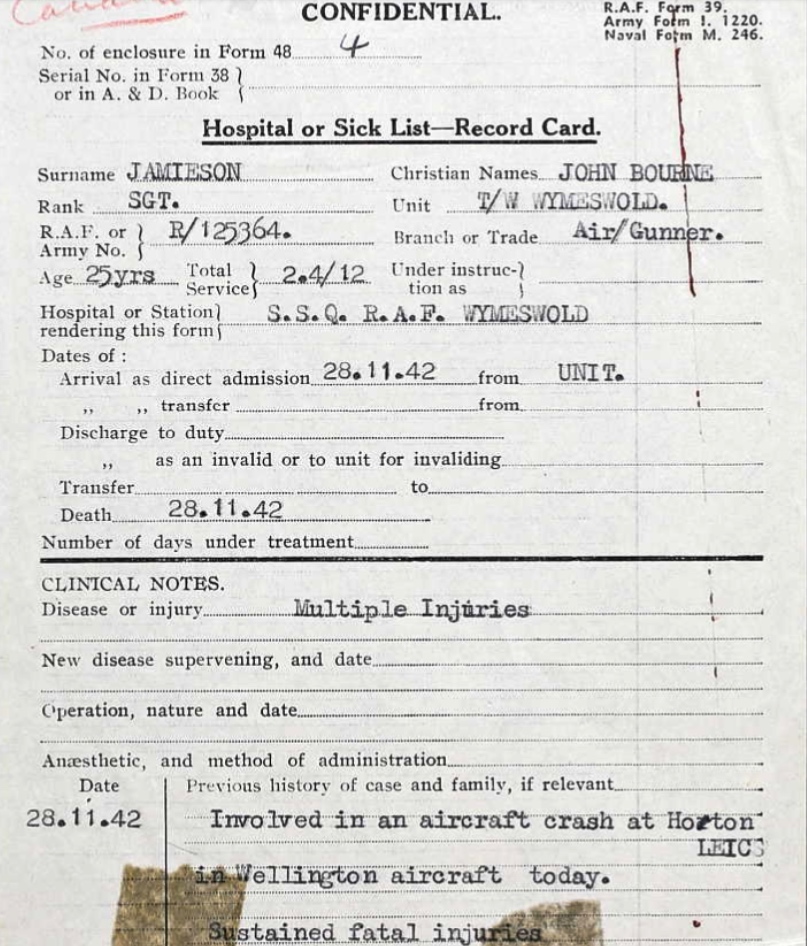 Canada
CONFIDENTIAL.
R.A.F. Form 39.
Army Form I. 1220.
Naval Form M. 246.
No. of enclosure in Form 48 4
Serial No. in Form 38
or in A. & D. Book
Hospital or Sick List—Record Card.
Surname JAMIESON Christian Names JOHN BOURNE
Rank SGT. Unit T/W WYMESWOLD.
R.A.F. or
Army No. R/125364. Branch or Trade Air/Gunner.
Age 25yrs Total Service 2.4/12 Under instruc-
tion as
Hospital or Station
rendering this form S.S.Q. R.A.F. WYMESWOLD
Dates of :
Arrival as direct admission 28.11.42 from UNIT.
,, ,, transfer from
Discharge to duty
,, as an invalid or to unit for invaliding
Transfer to
Death 28.11.42
Number of days under treatment
CLINICAL NOTES.
Disease or injury Multiple Injuries
New disease supervening, and date
Operation, nature and date
Anæsthetic, and method of administration
Date Previous history of case and family, if relevant
28.11.42 Involved in an aircraft crash at Horton
LEICS
in Wellington aircraft today.
Sustained fatal injuries